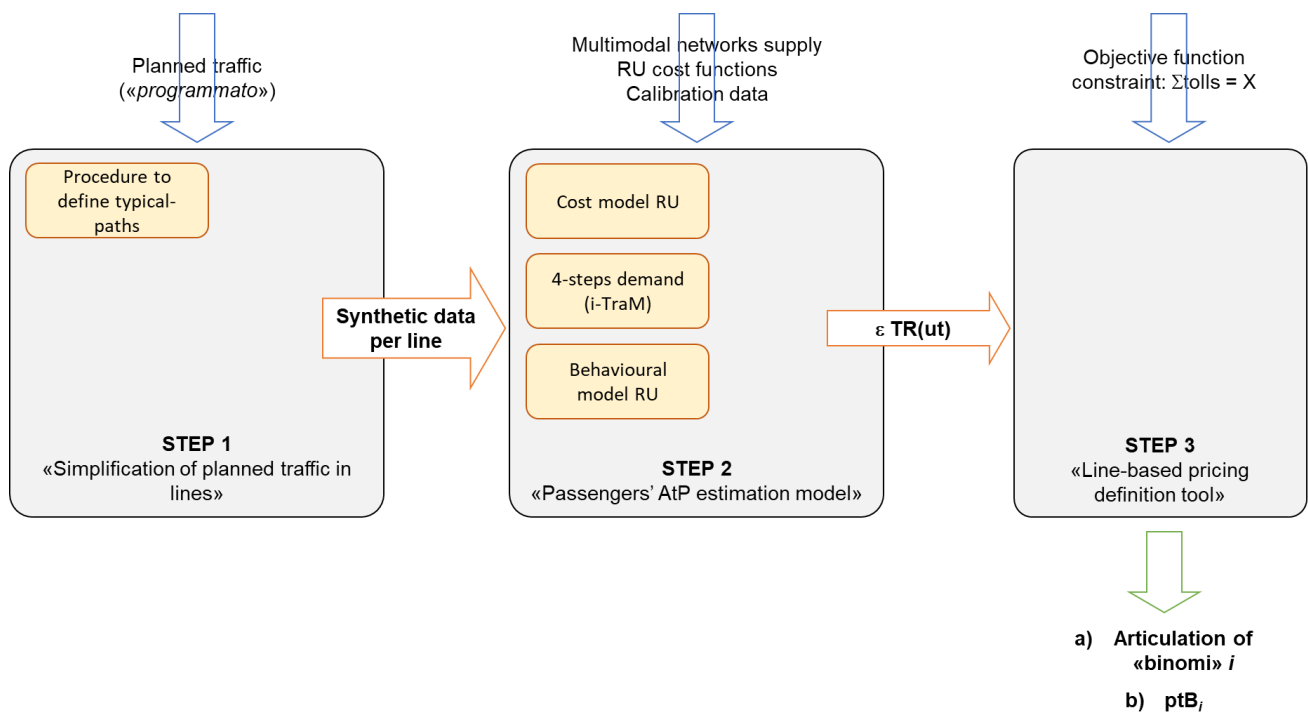 Planned traffic
(«programmato»)
Multimodal networks supply
RU cost functions
Calibration data
Objective function
constraint: Σtolls = X
Procedure to
define typical-
paths
Synthetic data
per line
STEP 1
«Simplification of planned traffic in
lines»
Cost model RU
4-steps demand
(i-TraM)
Behavioural
model RU
ε TR(ut)
STEP 2
«Passengers’ AtP estimation model»
STEP 3
«Line-based pricing
definition tool»
a) Articulation of
«binomi» i
b) ptBi